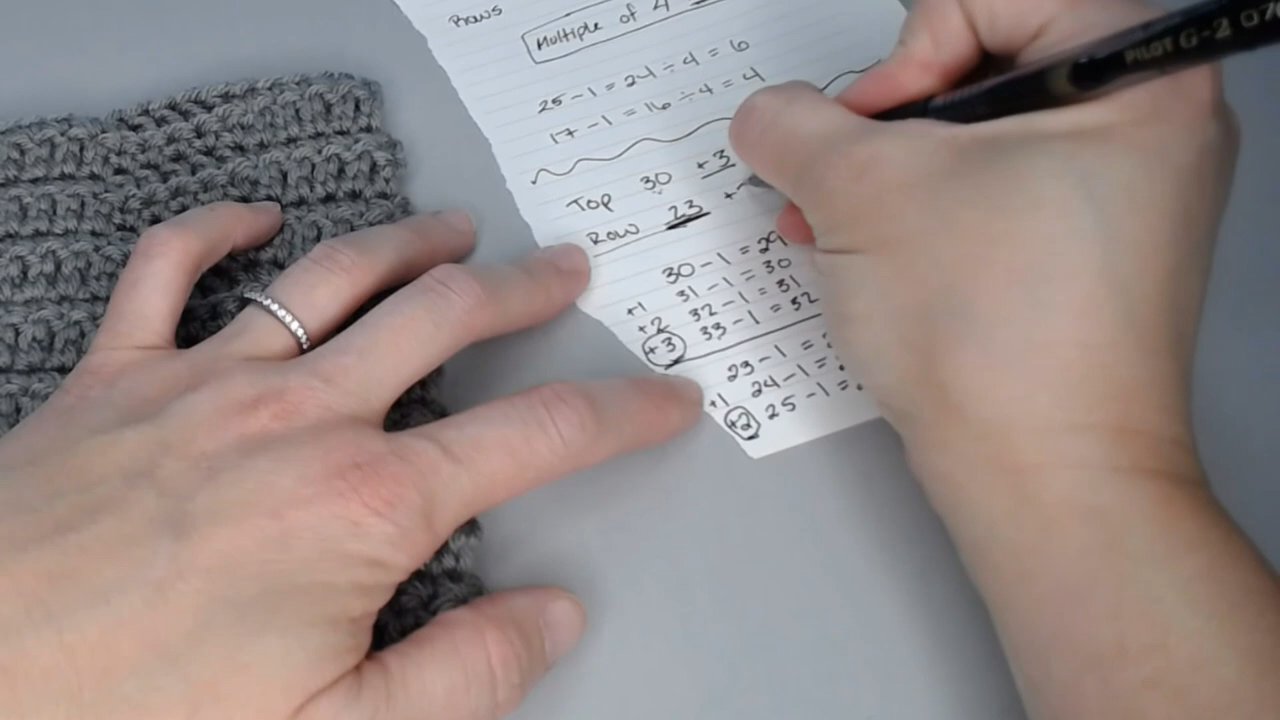 Rows
Multiple of 4
25-1=24÷4=6
17-1=16÷4=4
Top 30 +3
Row 23 +
30-1=29
+1 31-1=30
+2 32-1=31
+3 33-1=32
23-1=
+1 24-1=
+2 25-1=
PILOT G-2 07